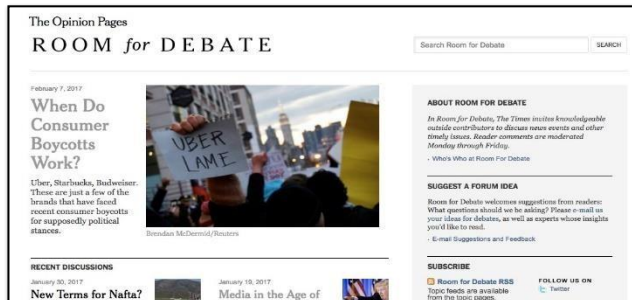 The Opinion Pages
ROOM for DEBATE
Search Room for Debate
SEARCH
February 7, 2017
When Do
Consumer
Boycotts
Work?
Uber, Starbucks, Budweiser.
These are just a few of the
brands that have faced
recent consumer boycotts
for supposedly political
stances.
UBER
LAME
Brendan McDermid/Reuters
RECENT DISCUSSIONS
January 30, 2017
New Terms for Nafta?
January 19, 2017
Media in the Age of
ABOUT ROOM FOR DEBATE
In Room for Debate, The Times invites knowledgeable
outside contributors to discuss news events and other
timely issues. Reader comments are moderated
Monday through Friday.
Who's Who at Room For Debate
SUGGEST A FORUM IDEA
Room for Debate welcomes suggestions from readers:
What questions should we be asking? Please e-mail us
your ideas for debates, as well as experts whose insights
you'd like to read.
E-mail Suggestions and Feedback
SUBSCRIBE
Room for Debate RSS
Topic feeds are available
from the topic pages.
FOLLOW US ON
Twitter